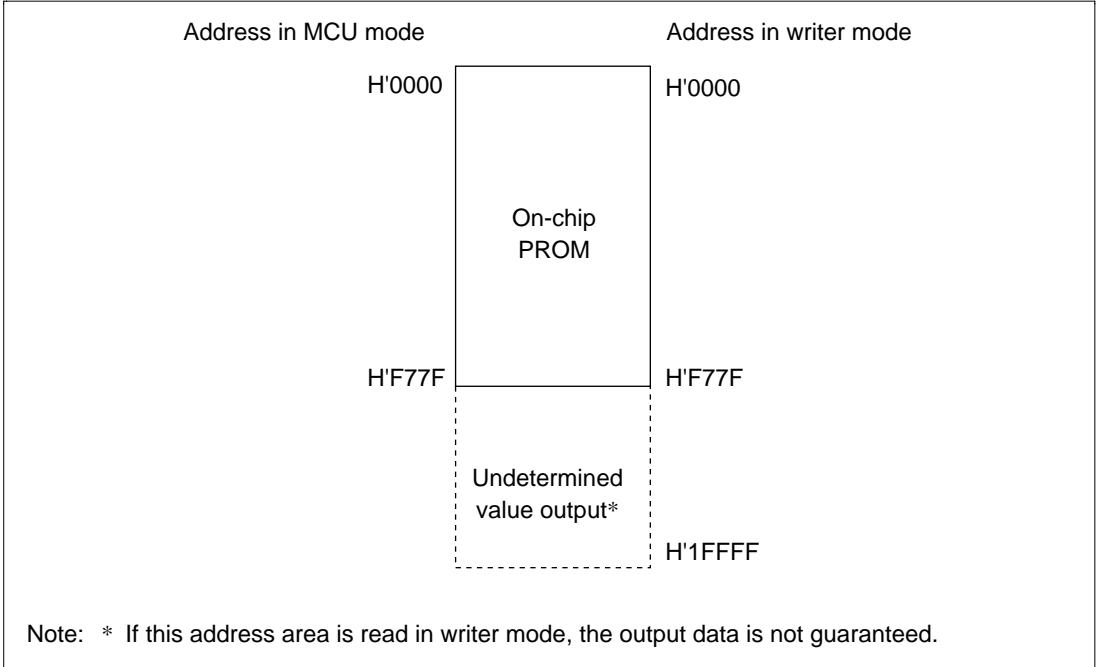 Address in MCU mode
Address in writer mode
H'0000
H'0000
On-chip
PROM
H'F77F
H'F77F
Undetermined
value output*
H'1FFFF
Note: * If this address area is read in writer mode, the output data is not guaranteed.